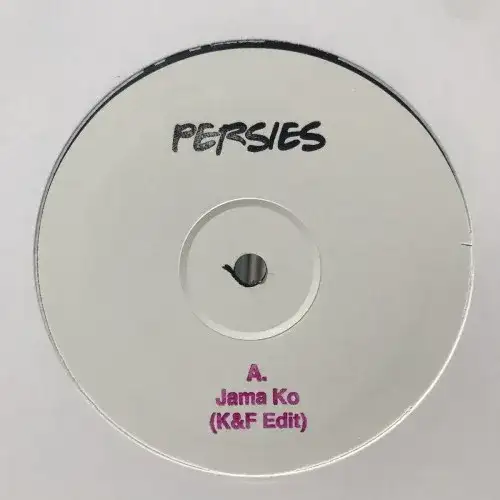 PERSIES
A.
Jama Ko
(K&F Edit)